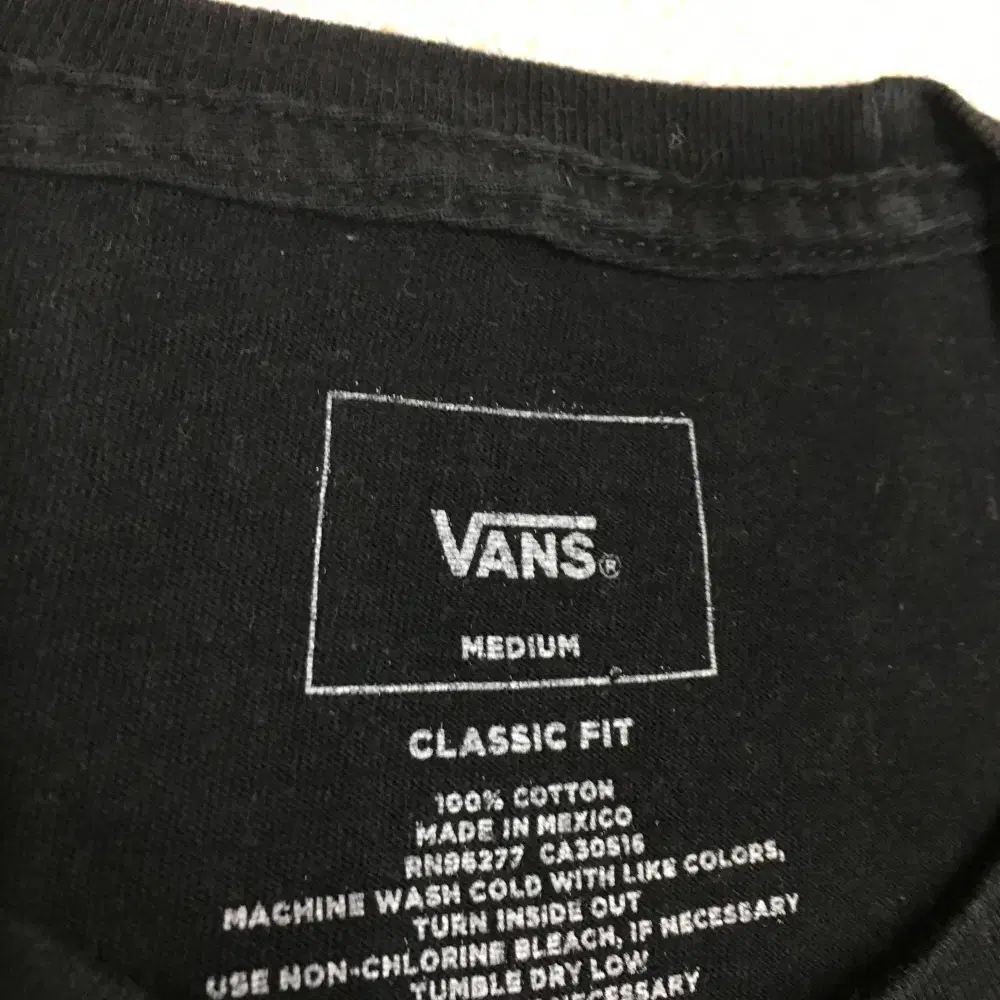 VANS®
MEDIUM
CLASSIC FIT
100% COTTON
MADE IN MEXICO
RN96277 CA30516
MACHINE WASH COLD WITH LIKE COLORS,
TURN INSIDE OUT
USE NON-CHLORINE BLEACH, IF NECESSARY
TUMBLE DRY LOW
NECESSARY